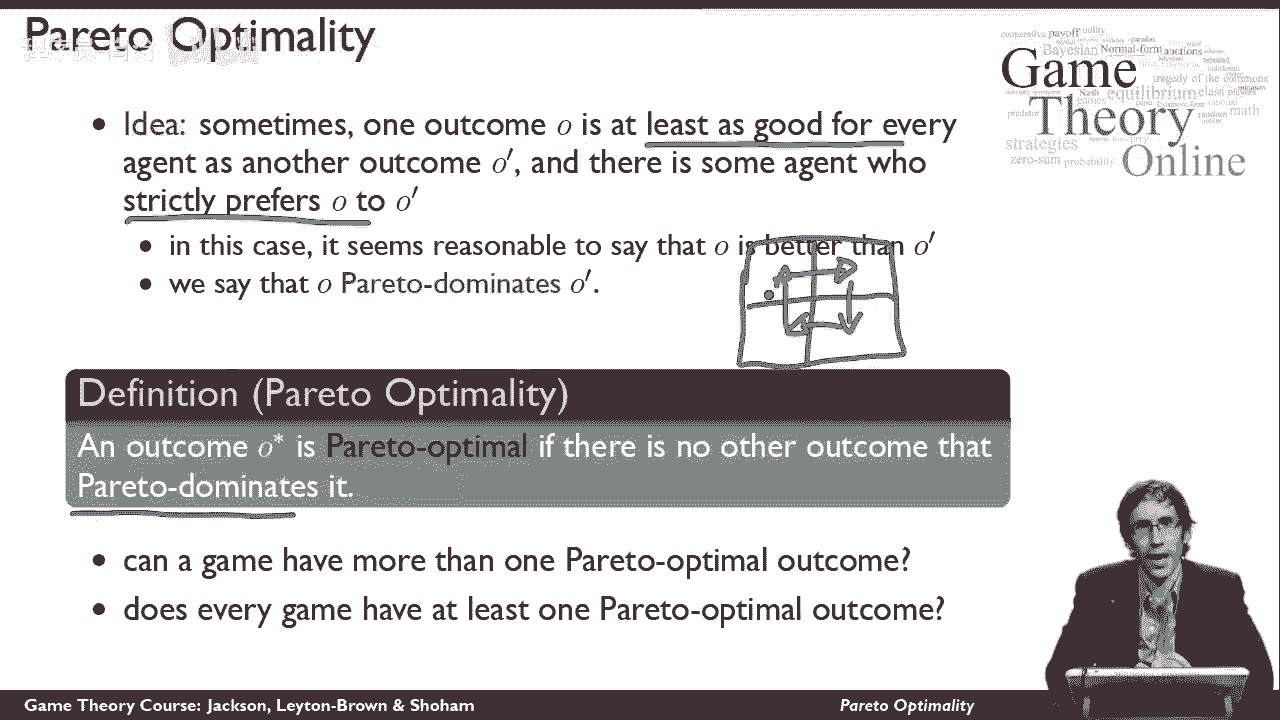 Pareto Optimality
• Idea: sometimes, one outcome o is at least as good for every
agent as another outcome o′, and there is some agent who
strictly prefers o to o′
• in this case, it seems reasonable to say that o is better than o′
• we say that o Pareto-dominates o′.
Definition (Pareto Optimality)
An outcome o* is Pareto-optimal if there is no other outcome that
Pareto-dominates it.
• can a game have more than one Pareto-optimal outcome?
• does every game have at least one Pareto-optimal outcome?
cooperative payoff utility
Bayesian Normal-form auctions
Game
tragedy of the commons
equilibrium class
games
Theory
math
strategies
zero-sum probability
Online
Game Theory Course: Jackson, Leyton-Brown & Shoham
Pareto Optimality